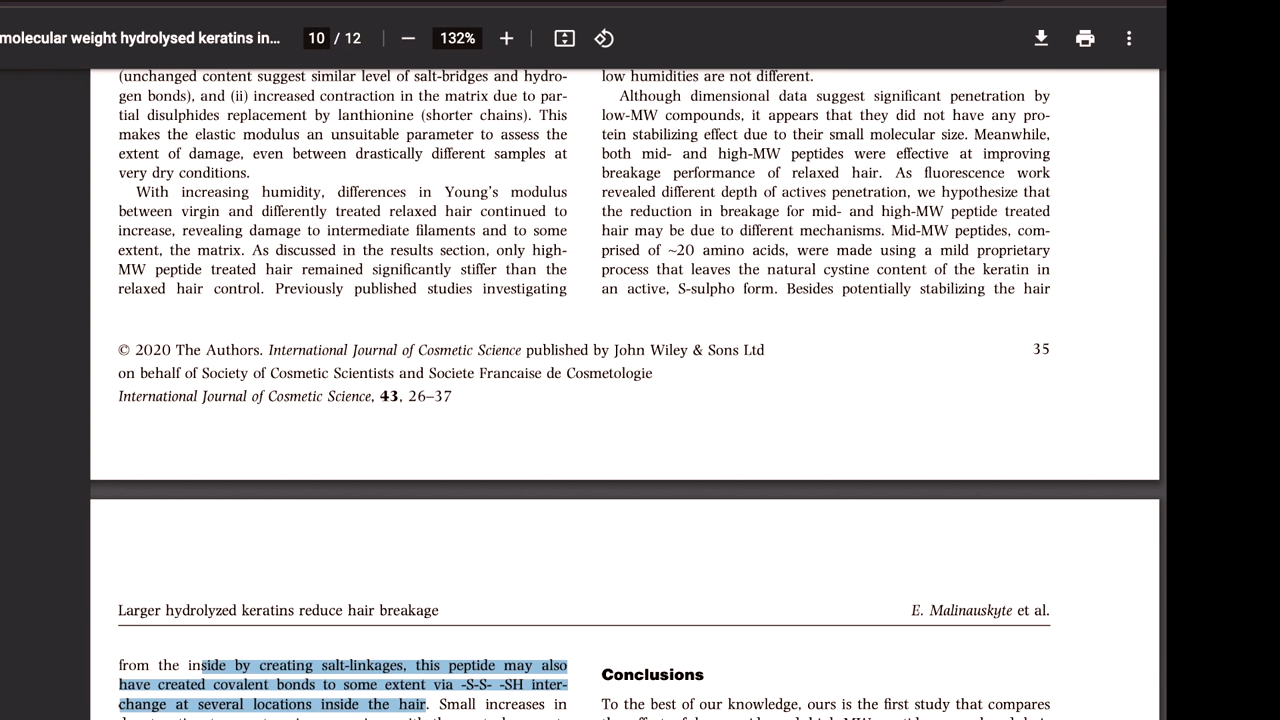 molecular weight hydrolysed keratins in... 10 / 12 132%
(unchanged content suggest similar level of salt-bridges and hydro-
gen bonds), and (ii) increased contraction in the matrix due to par-
tial disulphides replacement by lanthionine (shorter chains). This
makes the elastic modulus an unsuitable parameter to assess the
extent of damage, even between drastically different samples at
very dry conditions.
With increasing humidity, differences in Young's modulus
between virgin and differently treated relaxed hair continued to
increase, revealing damage to intermediate filaments and to some
extent, the matrix. As discussed in the results section, only high-
MW peptide treated hair remained significantly stiffer than the
relaxed hair control. Previously published studies investigating
low humidities are not different.
Although dimensional data suggest significant penetration by
low-MW compounds, it appears that they did not have any pro-
tein stabilizing effect due to their small molecular size. Meanwhile,
both mid- and high-MW peptides were effective at improving
breakage performance of relaxed hair. As fluorescence work
revealed different depth of actives penetration, we hypothesize that
the reduction in breakage for mid- and high-MW peptide treated
hair may be due to different mechanisms. Mid-MW peptides, com-
prised of ~20 amino acids, were made using a mild proprietary
process that leaves the natural cystine content of the keratin in
an active, S-sulpho form. Besides potentially stabilizing the hair
© 2020 The Authors. International Journal of Cosmetic Science published by John Wiley & Sons Ltd
on behalf of Society of Cosmetic Scientists and Societe Francaise de Cosmetologie
International Journal of Cosmetic Science, 43, 26–37
35
Larger hydrolyzed keratins reduce hair breakage
E. Malinauskyte et al.
from the inside by creating salt-linkages, this peptide may also
have created covalent bonds to some extent via -S-S- -SH inter-
change at several locations inside the hair. Small increases in
Conclusions
To the best of our knowledge, ours is the first study that compares